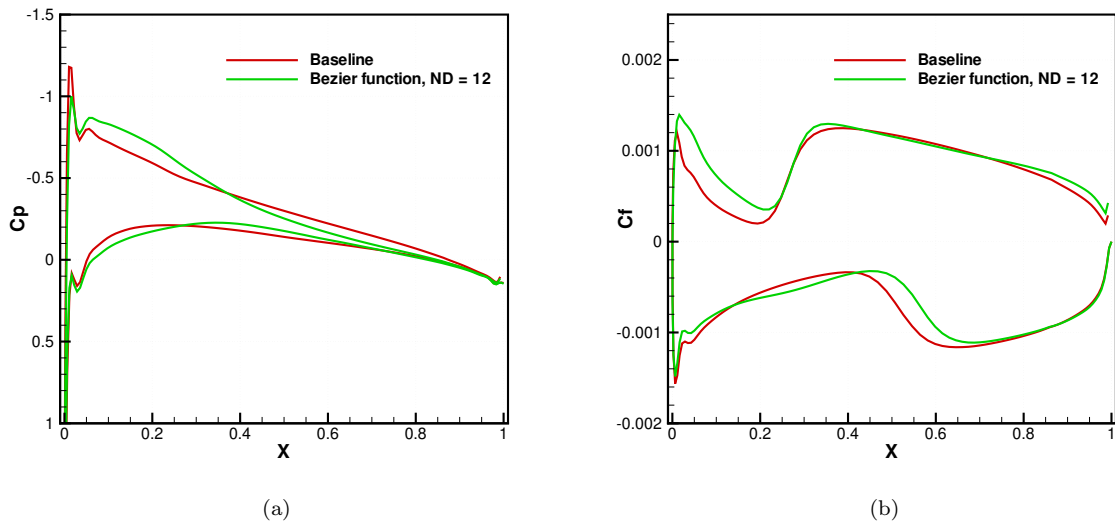 -1.5
-1
-0.5
0
0.5
1
Cp
Baseline
Bezier function, ND = 12
0 0.2 0.4 0.6 0.8 1
X
(a)
0.002
0.001
0
-0.001
-0.002
Cf
Baseline
Bezier function, ND = 12
0 0.2 0.4 0.6 0.8 1
X
(b)